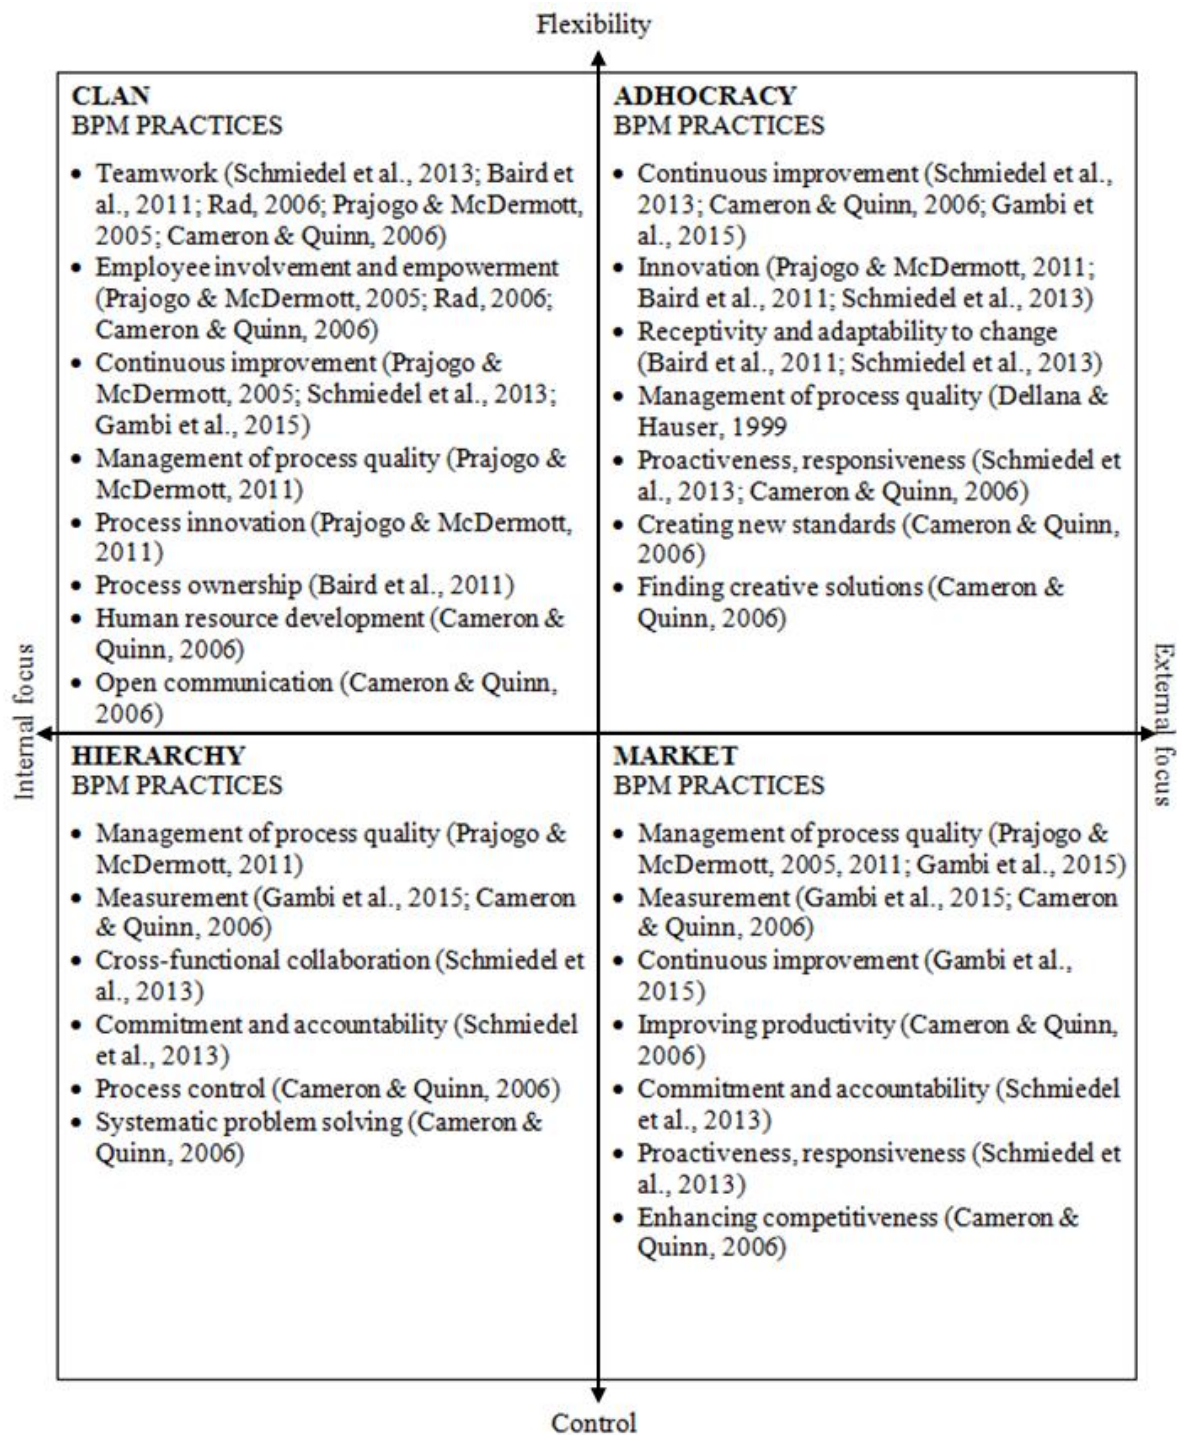 Flexibility
CLAN
BPM PRACTICES
• Teamwork (Schmiedel et al., 2013; Baird et
al., 2011; Rad, 2006; Prajogo & McDermott,
2005; Cameron & Quinn, 2006)
• Employee involvement and empowerment
(Prajogo & McDermott, 2005; Rad, 2006;
Cameron & Quinn, 2006)
• Continuous improvement (Prajogo &
McDermott, 2005; Schmiedel et al., 2013;
Gambi et al., 2015)
• Management of process quality (Prajogo &
McDermott, 2011)
• Process innovation (Prajogo & McDermott,
2011)
• Process ownership (Baird et al., 2011)
• Human resource development (Cameron &
Quinn, 2006)
• Open communication (Cameron & Quinn,
2006)
ADHOCRACY
BPM PRACTICES
• Continuous improvement (Schmiedel et al.,
2013; Cameron & Quinn, 2006; Gambi et
al., 2015)
• Innovation (Prajogo & McDermott, 2011;
Baird et al., 2011; Schmiedel et al., 2013)
• Receptivity and adaptability to change
(Baird et al., 2011; Schmiedel et al., 2013)
• Management of process quality (Dellana &
Hauser, 1999
• Proactiveness, responsiveness (Schmiedel et
al., 2013; Cameron & Quinn, 2006)
• Creating new standards (Cameron & Quinn,
2006)
• Finding creative solutions (Cameron &
Quinn, 2006)
Internal focus
External focus
HIERARCHY
BPM PRACTICES
• Management of process quality (Prajogo &
McDermott, 2011)
• Measurement (Gambi et al., 2015; Cameron
& Quinn, 2006)
• Cross-functional collaboration (Schmiedel et
al., 2013)
• Commitment and accountability (Schmiedel
et al., 2013)
• Process control (Cameron & Quinn, 2006)
• Systematic problem solving (Cameron &
Quinn, 2006)
MARKET
BPM PRACTICES
• Management of process quality (Prajogo &
McDermott, 2005, 2011; Gambi et al., 2015)
• Measurement (Gambi et al., 2015; Cameron
& Quinn, 2006)
• Continuous improvement (Gambi et al.,
2015)
• Improving productivity (Cameron & Quinn,
2006)
• Commitment and accountability (Schmiedel
et al., 2013)
• Proactiveness, responsiveness (Schmiedel et
al., 2013)
• Enhancing competitiveness (Cameron &
Quinn, 2006)
Control